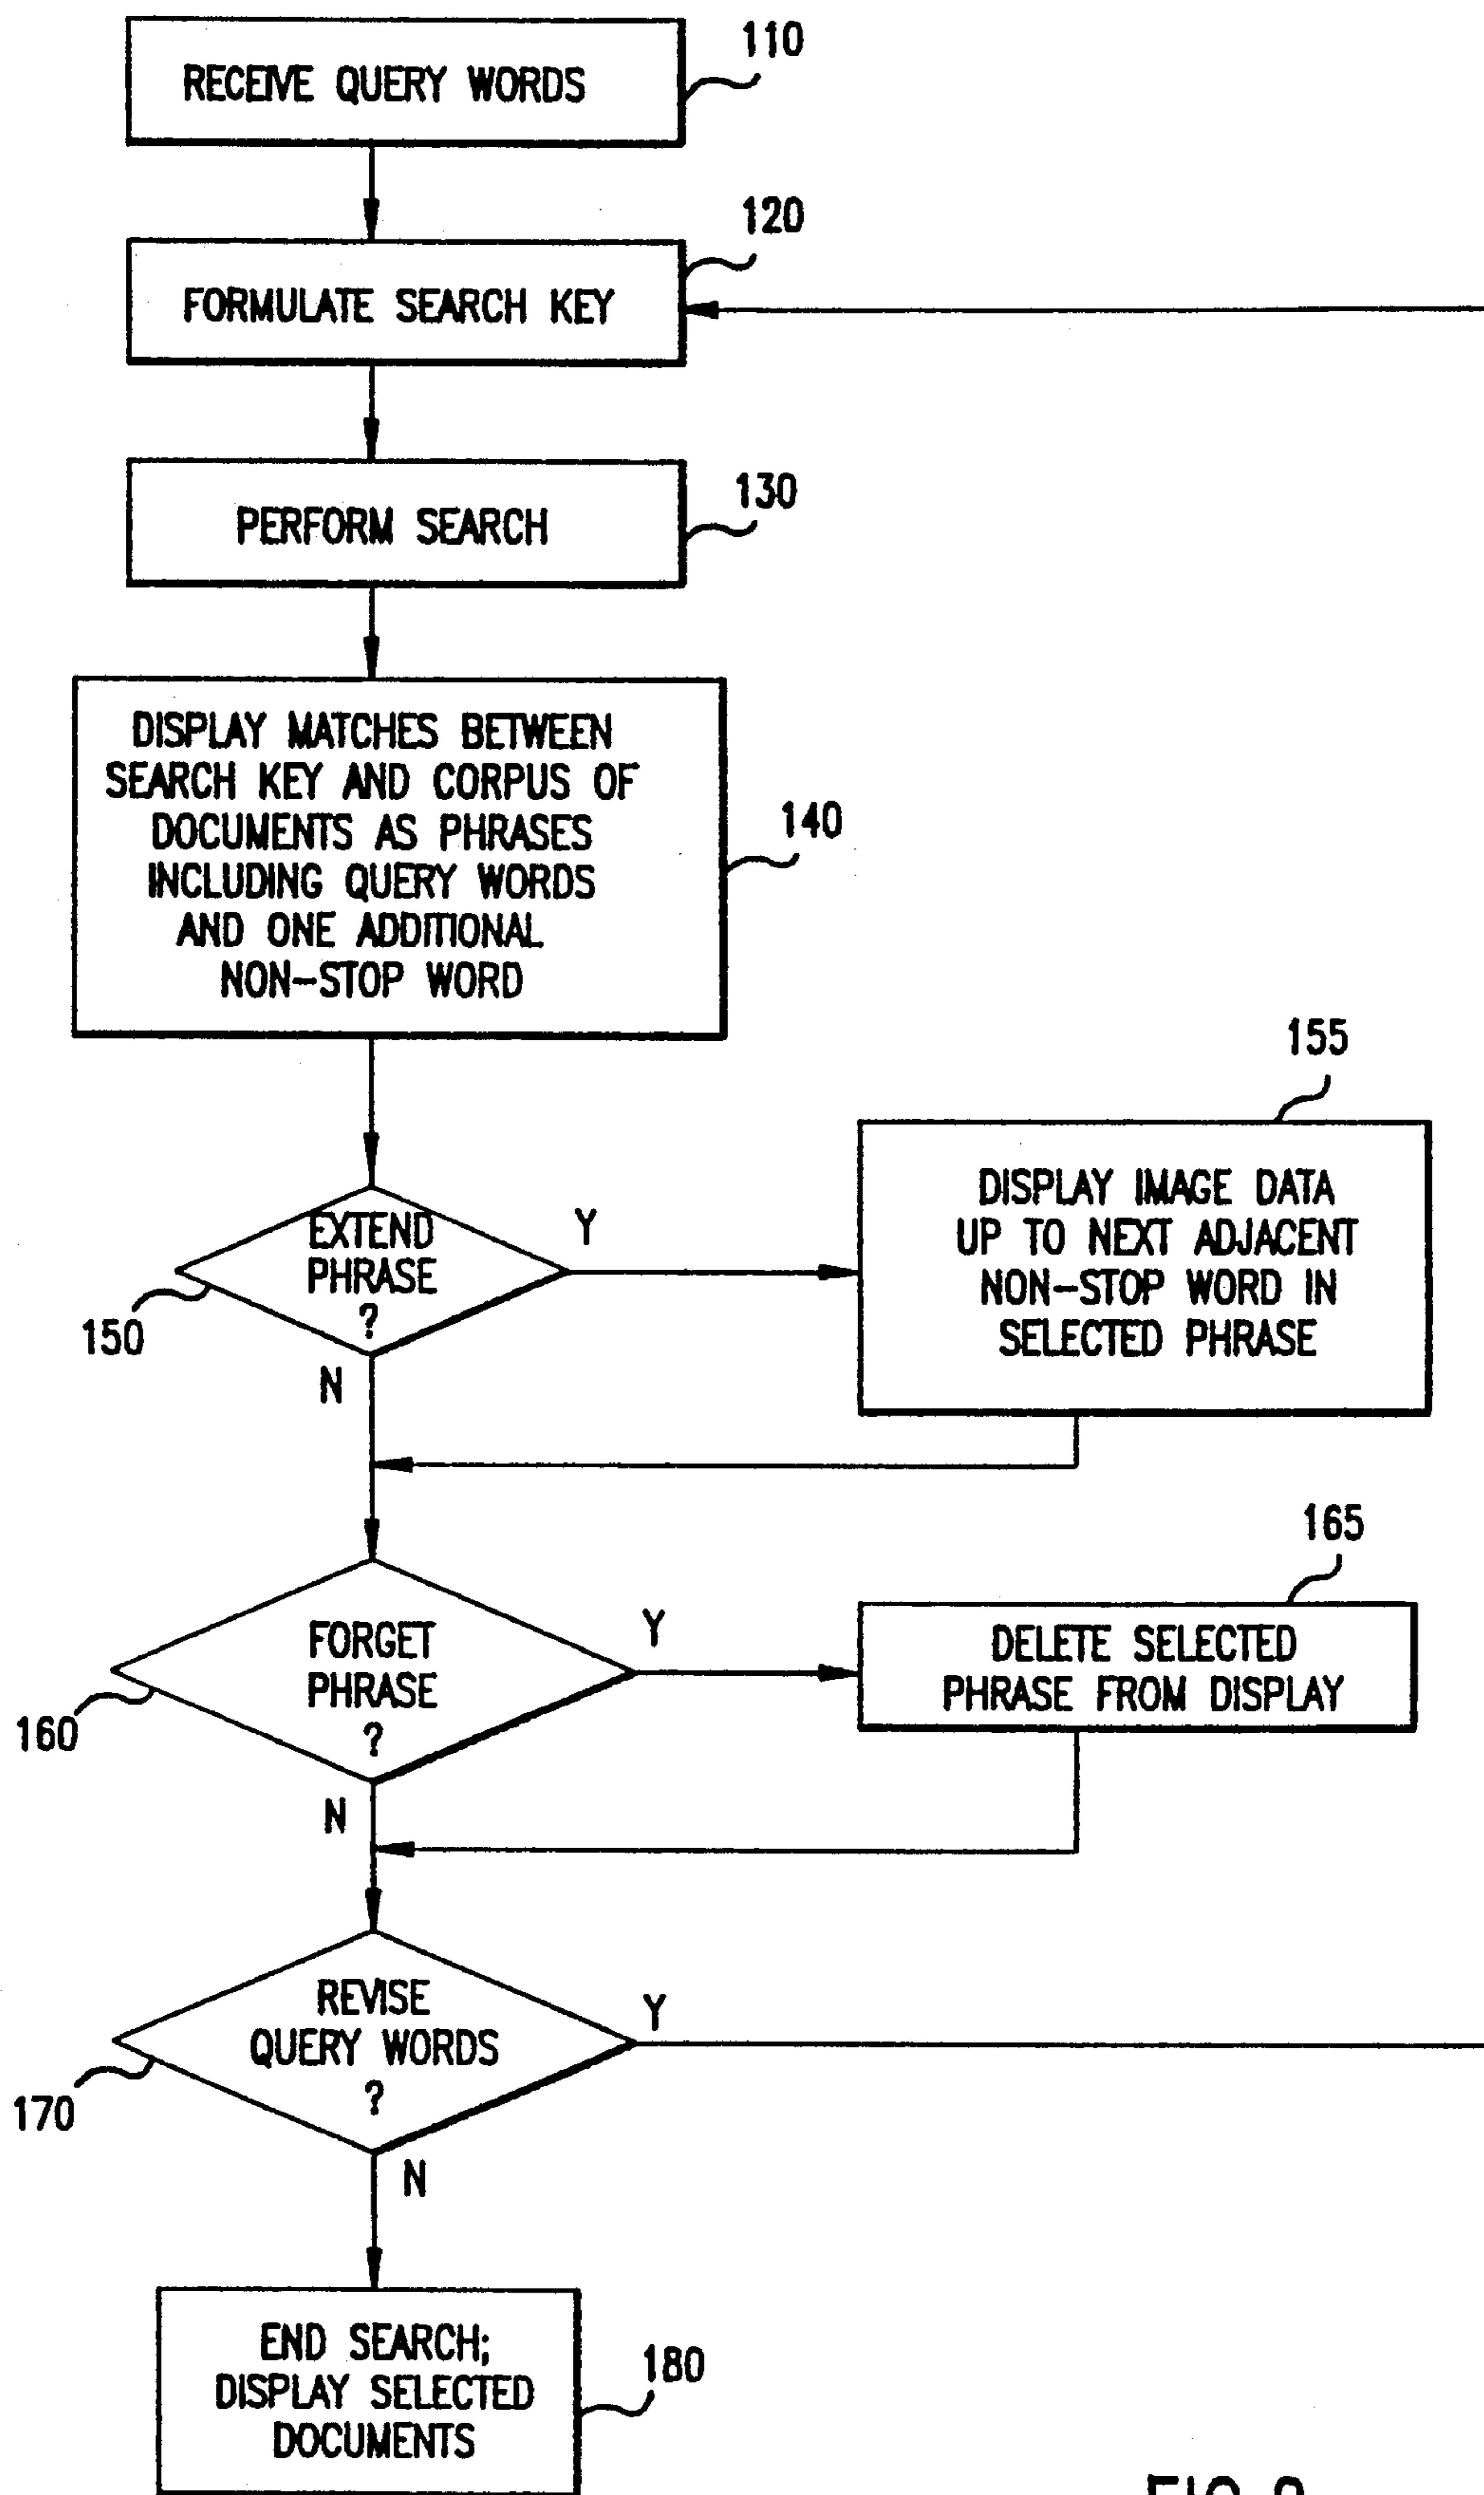 110
RECEIVE QUERY WORDS
120
FORMULATE SEARCH KEY
130
PERFORM SEARCH
DISPLAY MATCHES BETWEEN
SEARCH KEY AND CORPUS OF
DOCUMENTS AS PHRASES
INCLUDING QUERY WORDS
AND ONE ADDITIONAL
NON-STOP WORD
140
155
EXTEND
PHRASE
?
Y
150
N
DISPLAY IMAGE DATA
UP TO NEXT ADJACENT
NON-STOP WORD IN
SELECTED PHRASE
165
FORGET
PHRASE
?
Y
160
N
DELETE SELECTED
PHRASE FROM DISPLAY
REVISE
QUERY WORDS
?
Y
170
N
END SEARCH;
DISPLAY SELECTED
DOCUMENTS
180